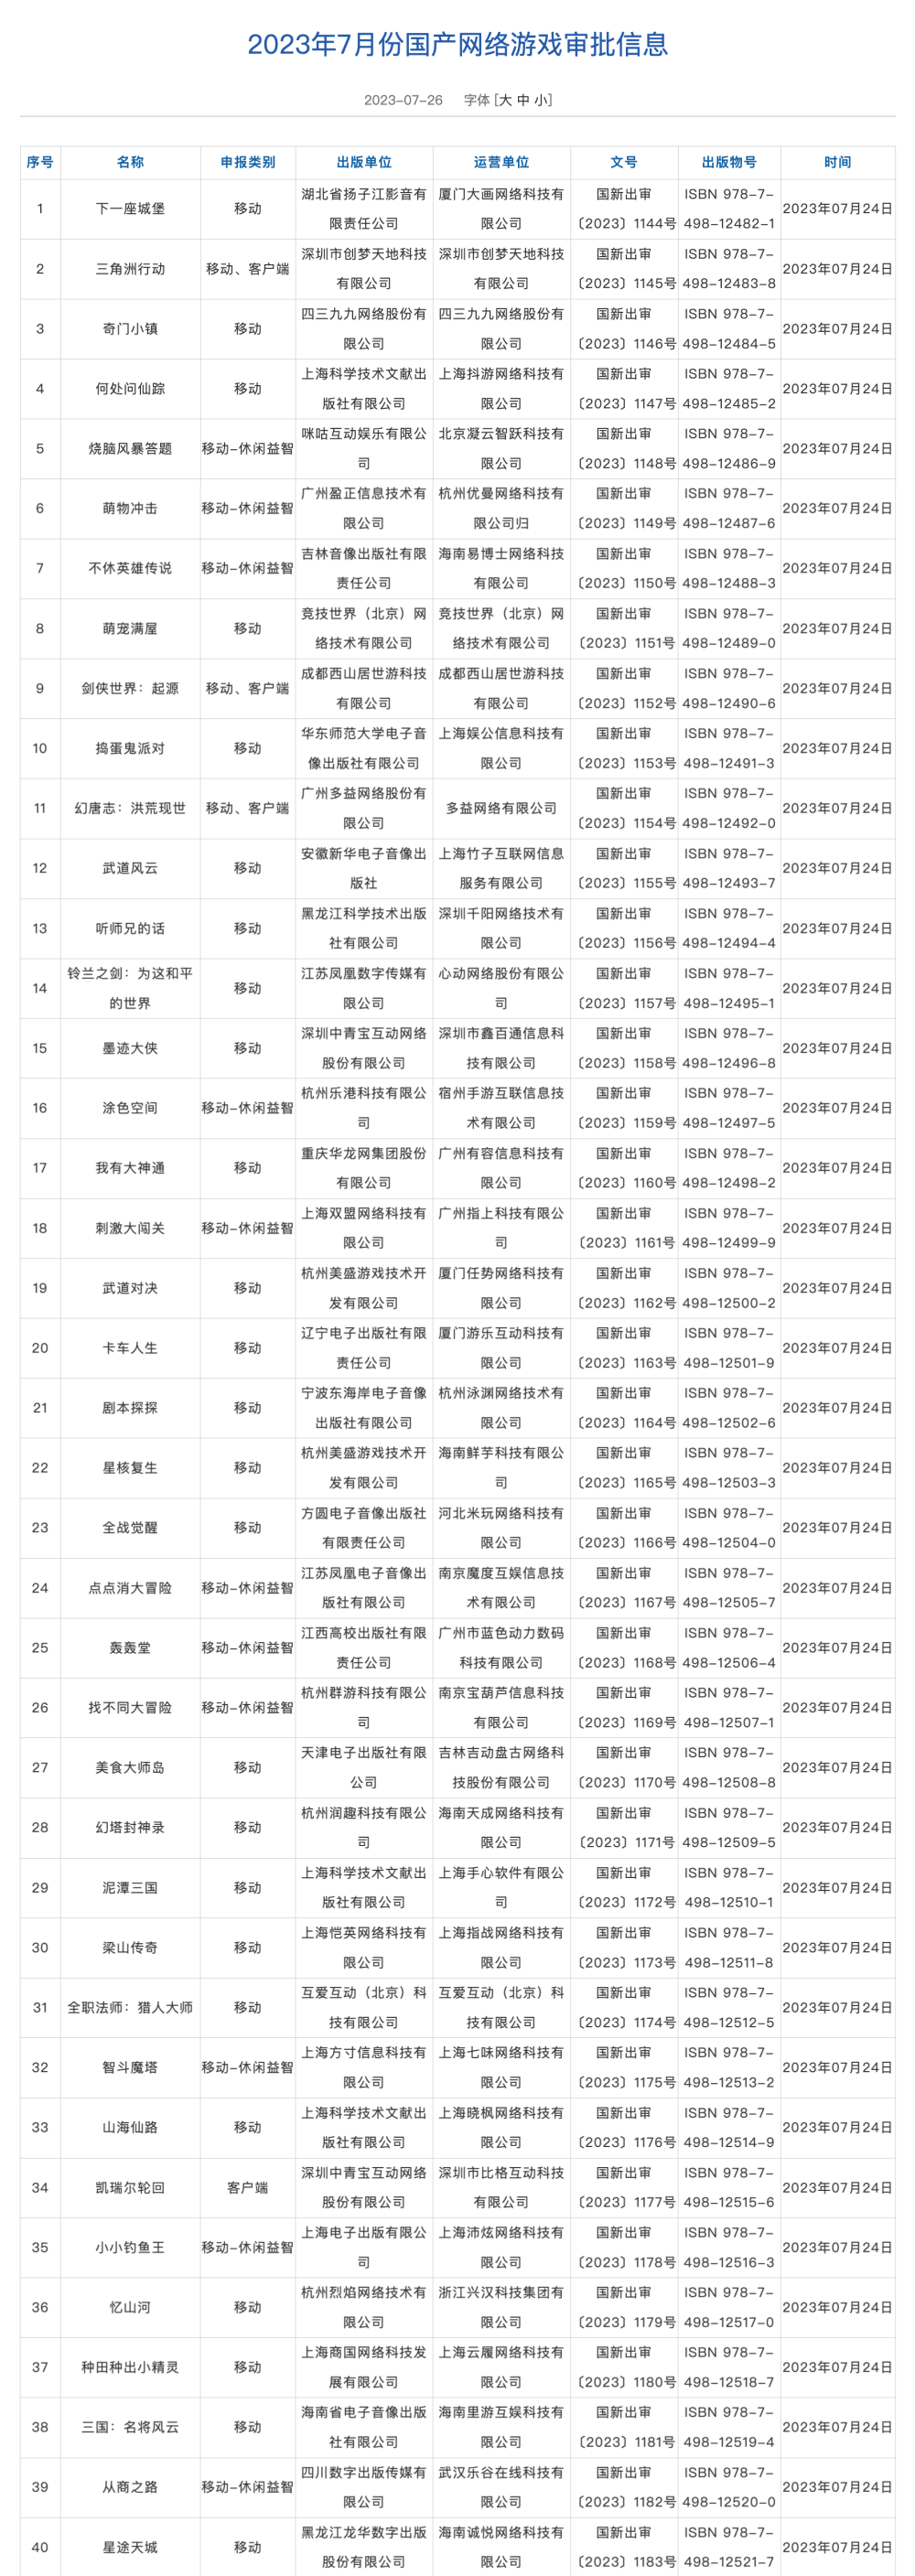 2023年7月份国产网络游戏审批信息
2023-07-26 字体 [大 中 小]
序号 名称 申报类别 出版单位 运营单位 文号 出版物号 时间
1 下一座城堡 移动 湖北省扬子江影音有限责任公司 厦门大画网络科技有限公司 国新出审〔2023〕1144号 ISBN 978-7-498-12482-1 2023年07月24日
2 三角洲行动 移动、客户端 深圳市创梦天地科技有限公司 深圳市创梦天地科技有限公司 国新出审〔2023〕1145号 ISBN 978-7-498-12483-8 2023年07月24日
3 奇门小镇 移动 四三九九网络股份有限公司 四三九九网络股份有限公司 国新出审〔2023〕1146号 ISBN 978-7-498-12484-5 2023年07月24日
4 何处问仙踪 移动 上海科学技术文献出版社有限公司 上海抖游网络科技有限公司 国新出审〔2023〕1147号 ISBN 978-7-498-12485-2 2023年07月24日
5 烧脑风暴答题 移动-休闲益智 咪咕互动娱乐有限公司 北京凝云智跃科技有限公司 国新出审〔2023〕1148号 ISBN 978-7-498-12486-9 2023年07月24日
6 萌物冲击 移动-休闲益智 广州盈正信息技术有限公司 杭州优曼网络科技有限公司归 国新出审〔2023〕1149号 ISBN 978-7-498-12487-6 2023年07月24日
7 不休英雄传说 移动-休闲益智 吉林音像出版社有限责任公司 海南易博士网络科技有限公司 国新出审〔2023〕1150号 ISBN 978-7-498-12488-3 2023年07月24日
8 萌宠满屋 移动 竞技世界（北京）网络技术有限公司 竞技世界（北京）网络技术有限公司 国新出审〔2023〕1151号 ISBN 978-7-498-12489-0 2023年07月24日
9 剑侠世界：起源 移动、客户端 成都西山居世游科技有限公司 成都西山居世游科技有限公司 国新出审〔2023〕1152号 ISBN 978-7-498-12490-6 2023年07月24日
10 捣蛋鬼派对 移动 华东师范大学电子音像出版社有限公司 上海娱公信息科技有限公司 国新出审〔2023〕1153号 ISBN 978-7-498-12491-3 2023年07月24日
11 幻唐志：洪荒现世 移动、客户端 广州多益网络股份有限公司 多益网络有限公司 国新出审〔2023〕1154号 ISBN 978-7-498-12492-0 2023年07月24日
12 武道风云 移动 安徽新华电子音像出版社 上海竹子互联网信息服务有限公司 国新出审〔2023〕1155号 ISBN 978-7-498-12493-7 2023年07月24日
13 听师兄的话 移动 黑龙江科学技术出版社有限公司 深圳千阳网络技术有限公司 国新出审〔2023〕1156号 ISBN 978-7-498-12494-4 2023年07月24日
14 铃兰之剑：为这和平的世界 移动 江苏凤凰数字传媒有限公司 心动网络股份有限公司 国新出审〔2023〕1157号 ISBN 978-7-498-12495-1 2023年07月24日
15 墨迹大侠 移动 深圳中青宝互动网络股份有限公司 深圳市鑫百通信息科技有限公司 国新出审〔2023〕1158号 ISBN 978-7-498-12496-8 2023年07月24日
16 涂色空间 移动-休闲益智 杭州乐港科技有限公司 宿州手游互联信息技术有限公司 国新出审〔2023〕1159号 ISBN 978-7-498-12497-5 2023年07月24日
17 我有大神通 移动 重庆华龙网集团股份有限公司 广州有容信息科技有限公司 国新出审〔2023〕1160号 ISBN 978-7-498-12498-2 2023年07月24日
18 刺激大闯关 移动-休闲益智 上海双盟网络科技有限公司 广州指上科技有限公司 国新出审〔2023〕1161号 ISBN 978-7-498-12499-9 2023年07月24日
19 武道对决 移动 杭州美盛游戏技术开发有限公司 厦门任势网络科技有限公司 国新出审〔2023〕1162号 ISBN 978-7-498-12500-2 2023年07月24日
20 卡车人生 移动 辽宁电子出版社有限责任公司 厦门游乐互动科技有限公司 国新出审〔2023〕1163号 ISBN 978-7-498-12501-9 2023年07月24日
21 剧本探探 移动 宁波东海岸电子音像出版社有限公司 杭州泳渊网络技术有限公司 国新出审〔2023〕1164号 ISBN 978-7-498-12502-6 2023年07月24日
22 星核复生 移动 杭州美盛游戏技术开发有限公司 海南鲜芋科技有限公司 国新出审〔2023〕1165号 ISBN 978-7-498-12503-3 2023年07月24日
23 全战觉醒 移动 方圆电子音像出版社有限责任公司 河北米玩网络科技有限公司 国新出审〔2023〕1166号 ISBN 978-7-498-12504-0 2023年07月24日
24 点点消大冒险 移动-休闲益智 江苏凤凰电子音像出版社有限公司 南京魔度互娱信息技术有限公司 国新出审〔2023〕1167号 ISBN 978-7-498-12505-7 2023年07月24日
25 轰轰堂 移动-休闲益智 江西高校出版社有限责任公司 广州市蓝色动力数码科技有限公司 国新出审〔2023〕1168号 ISBN 978-7-498-12506-4 2023年07月24日
26 找不同大冒险 移动-休闲益智 杭州群游科技有限公司 南京宝葫芦信息科技有限公司 国新出审〔2023〕1169号 ISBN 978-7-498-12507-1 2023年07月24日
27 美食大师岛 移动 天津电子出版社有限公司 吉林吉动盘古网络科技股份有限公司 国新出审〔2023〕1170号 ISBN 978-7-498-12508-8 2023年07月24日
28 幻塔封神录 移动 杭州润趣科技有限公司 海南天成网络科技有限公司 国新出审〔2023〕1171号 ISBN 978-7-498-12509-5 2023年07月24日
29 泥潭三国 移动 上海科学技术文献出版社有限公司 上海手心软件有限公司 国新出审〔2023〕1172号 ISBN 978-7-498-12510-1 2023年07月24日
30 梁山传奇 移动 上海恺英网络科技有限公司 上海指战网络科技有限公司 国新出审〔2023〕1173号 ISBN 978-7-498-12511-8 2023年07月24日
31 全职法师：猎人大师 移动 互爱互动（北京）科技有限公司 互爱互动（北京）科技有限公司 国新出审〔2023〕1174号 ISBN 978-7-498-12512-5 2023年07月24日
32 智斗魔塔 移动-休闲益智 上海方寸信息科技有限公司 上海七味网络科技有限公司 国新出审〔2023〕1175号 ISBN 978-7-498-12513-2 2023年07月24日
33 山海仙路 移动 上海科学技术文献出版社有限公司 上海晓枫网络科技有限公司 国新出审〔2023〕1176号 ISBN 978-7-498-12514-9 2023年07月24日
34 凯瑞尔轮回 客户端 深圳中青宝互动网络股份有限公司 深圳市比格互动科技有限公司 国新出审〔2023〕1177号 ISBN 978-7-498-12515-6 2023年07月24日
35 小小钓鱼王 移动-休闲益智 上海电子出版有限公司 上海沛炫网络科技有限公司 国新出审〔2023〕1178号 ISBN 978-7-498-12516-3 2023年07月24日
36 忆山河 移动 杭州烈焰网络技术有限公司 浙江兴汉科技集团有限公司 国新出审〔2023〕1179号 ISBN 978-7-498-12517-0 2023年07月24日
37 种田种出小精灵 移动 上海商国网络科技发展有限公司 上海云履网络科技有限公司 国新出审〔2023〕1180号 ISBN 978-7-498-12518-7 2023年07月24日
38 三国：名将风云 移动 海南省电子音像出版社有限公司 海南里游互娱科技有限公司 国新出审〔2023〕1181号 ISBN 978-7-498-12519-4 2023年07月24日
39 从商之路 移动-休闲益智 四川数字出版传媒有限公司 武汉乐谷在线科技有限公司 国新出审〔2023〕1182号 ISBN 978-7-498-12520-0 2023年07月24日
40 星途天城 移动 黑龙江龙华数字出版股份有限公司 海南诚悦网络科技有限公司 国新出审〔2023〕1183号 ISBN 978-7-498-12521-7 2023年07月24日